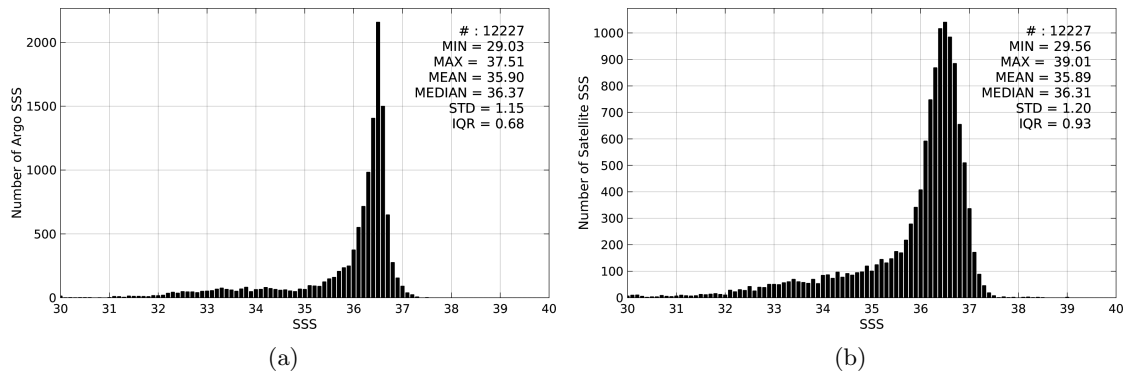 # : 12227
MIN = 29.03
MAX = 37.51
MEAN = 35.90
MEDIAN = 36.37
STD = 1.15
IQR = 0.68
Number of Argo SSS
2000
1500
1000
500
0
30 31 32 33 34 35 36 37 38 39 40
SSS
(a)
# : 12227
MIN = 29.56
MAX = 39.01
MEAN = 35.89
MEDIAN = 36.31
STD = 1.20
IQR = 0.93
Number of Satellite SSS
1000
900
800
700
600
500
400
300
200
100
0
30 31 32 33 34 35 36 37 38 39 40
SSS
(b)